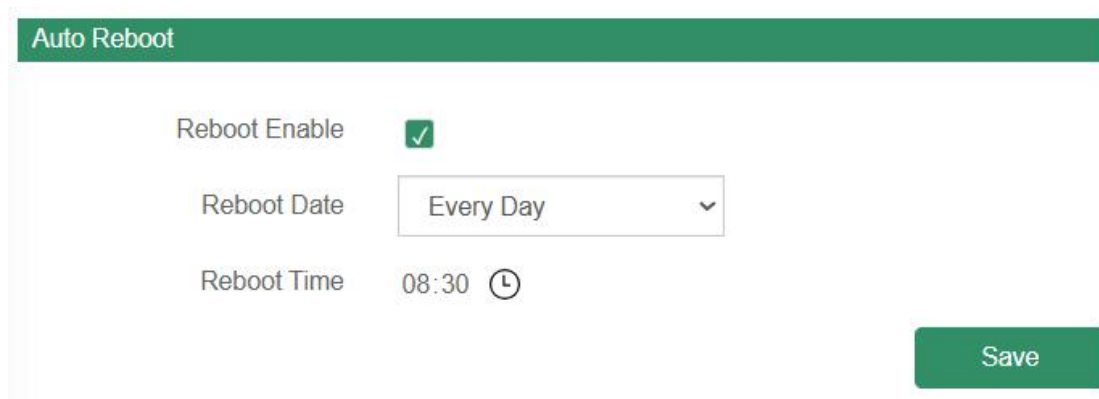 Auto Reboot
Reboot Enable
Reboot Date Every Day
Reboot Time 08:30
Save